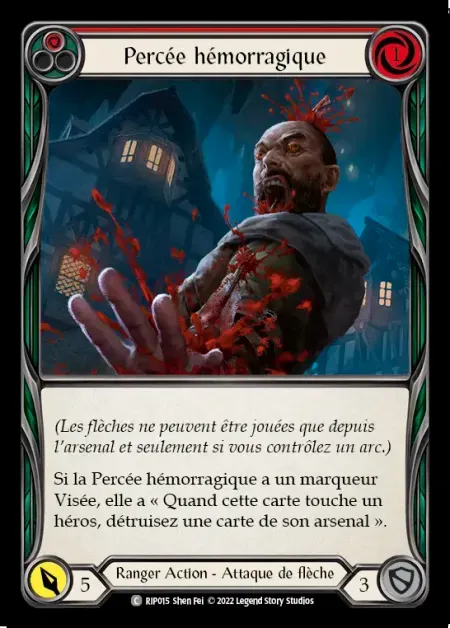 Percée hémorragique
1
(Les flèches ne peuvent être jouées que depuis
l'arsenal et seulement si vous contrôlez un arc.)
Si la Percée hémorragique a un marqueur
Visée, elle a « Quand cette carte touche un
héros, détruisez une carte de son arsenal ».
5
Ranger Action - Attaque de flèche
3
C RIP015 Shen Fei © 2022 Legend Story Studios